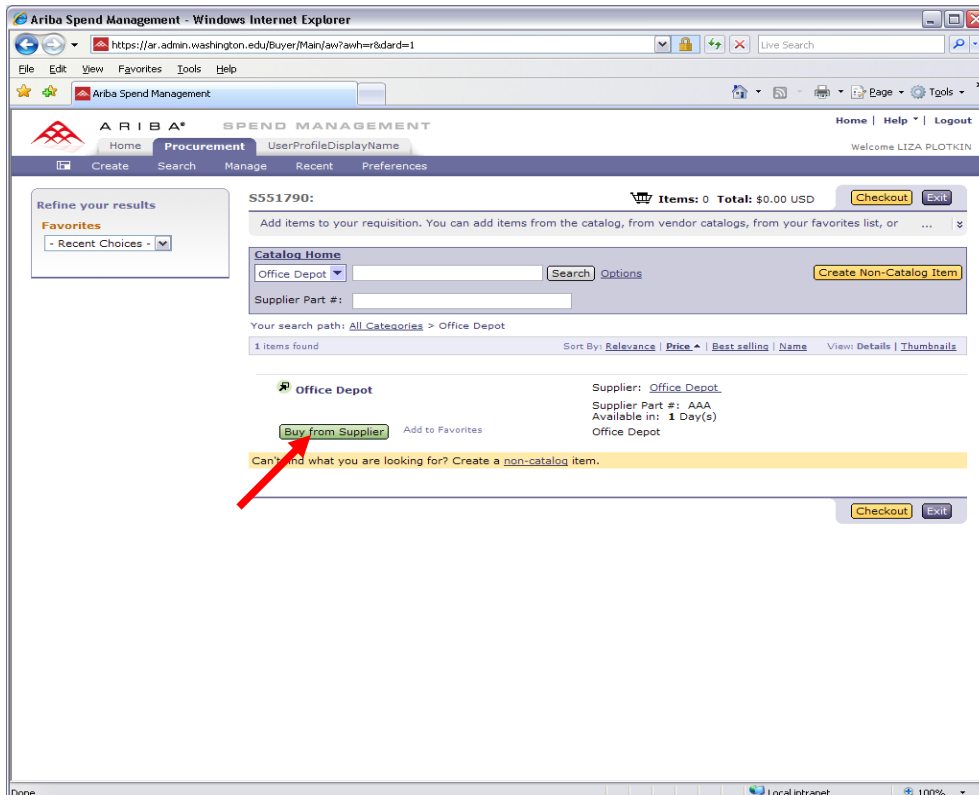 Ariba Spend Management - Windows Internet Explorer
https://ar.admin.washington.edu/Buyer/Main/aw?awh=r&dard=1
Live Search
File Edit View Favorites Tools Help
Ariba Spend Management
Page Tools
ARIBA® SPEND MANAGEMENT
Home | Help | Logout
Home Procurement UserProfileDisplayName
Welcome LIZA PLOTKIN
Create Search Manage Recent Preferences
Refine your results
Favorites
- Recent Choices -
S551790: Items: 0 Total: $0.00 USD Checkout Exit
Add items to your requisition. You can add items from the catalog, from vendor catalogs, from your favorites list, or ...
Catalog Home
Office Depot Search Options Create Non-Catalog Item
Supplier Part #:
Your search path: All Categories > Office Depot
1 items found Sort By: Relevance | Price | Best selling | Name View: Details | Thumbnails
Office Depot Supplier: Office Depot
Supplier Part #: AAA
Available in: 1 Day(s)
Buy from Supplier Add to Favorites Office Depot
Can't find what you are looking for? Create a non-catalog item.
Checkout Exit
Done Local intranet 100%